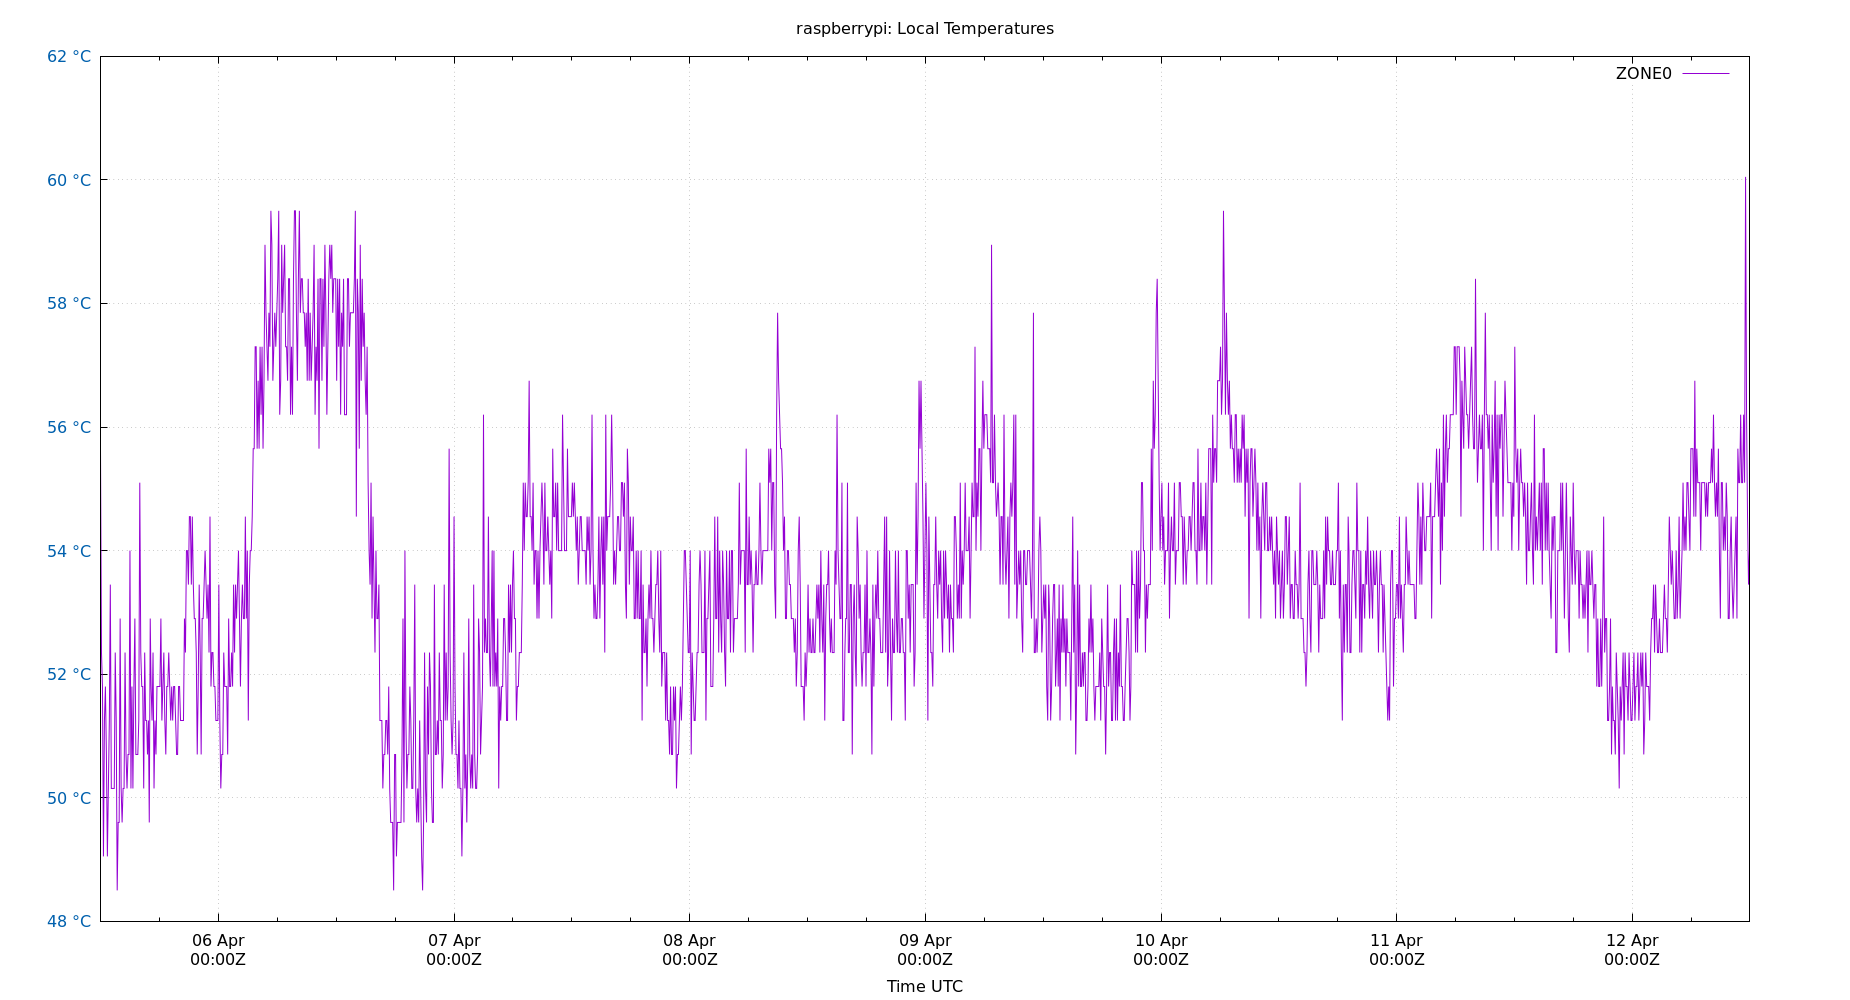 raspberrypi: Local Temperatures
62 °C
ZONE0
60 °C
58 °C
56 °C
54 °C
52 °C
50 °C
48 °C
06 Apr 07 Apr 08 Apr 09 Apr 10 Apr 11 Apr 12 Apr
00:00Z 00:00Z 00:00Z 00:00Z 00:00Z 00:00Z 00:00Z
Time UTC